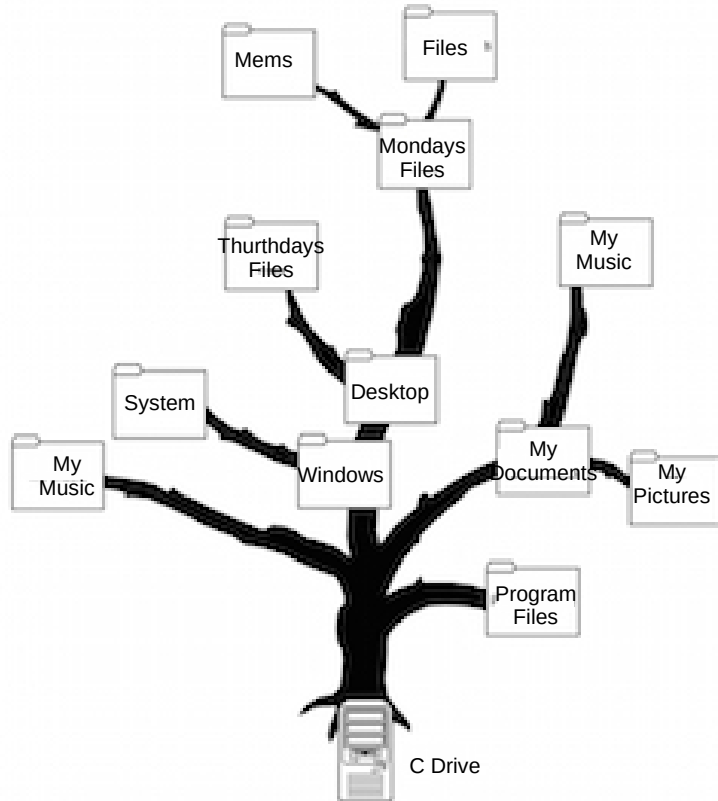 Mems
Files
Mondays
Files
Thurthdays
Files
My
Music
Desktop
System
Windows
My
Music
My
Documents
My
Pictures
Program
Files
C Drive